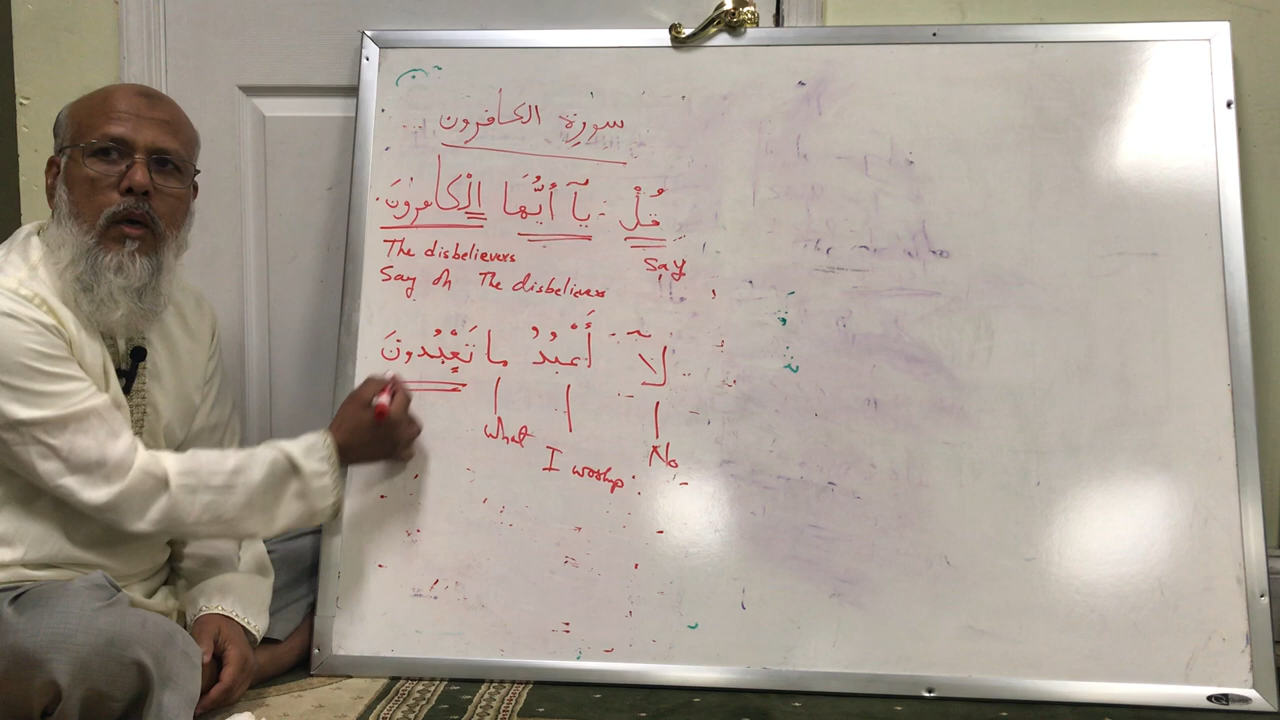 سورة الكافرون
قُلْ يَآ أَيُّهَا الْكَافِرُونَ
Say
The disbelievers
Say oh The disbelievers
لَآ أَعْبُدُ مَا تَعْبُدُونَ
No
I worship
what